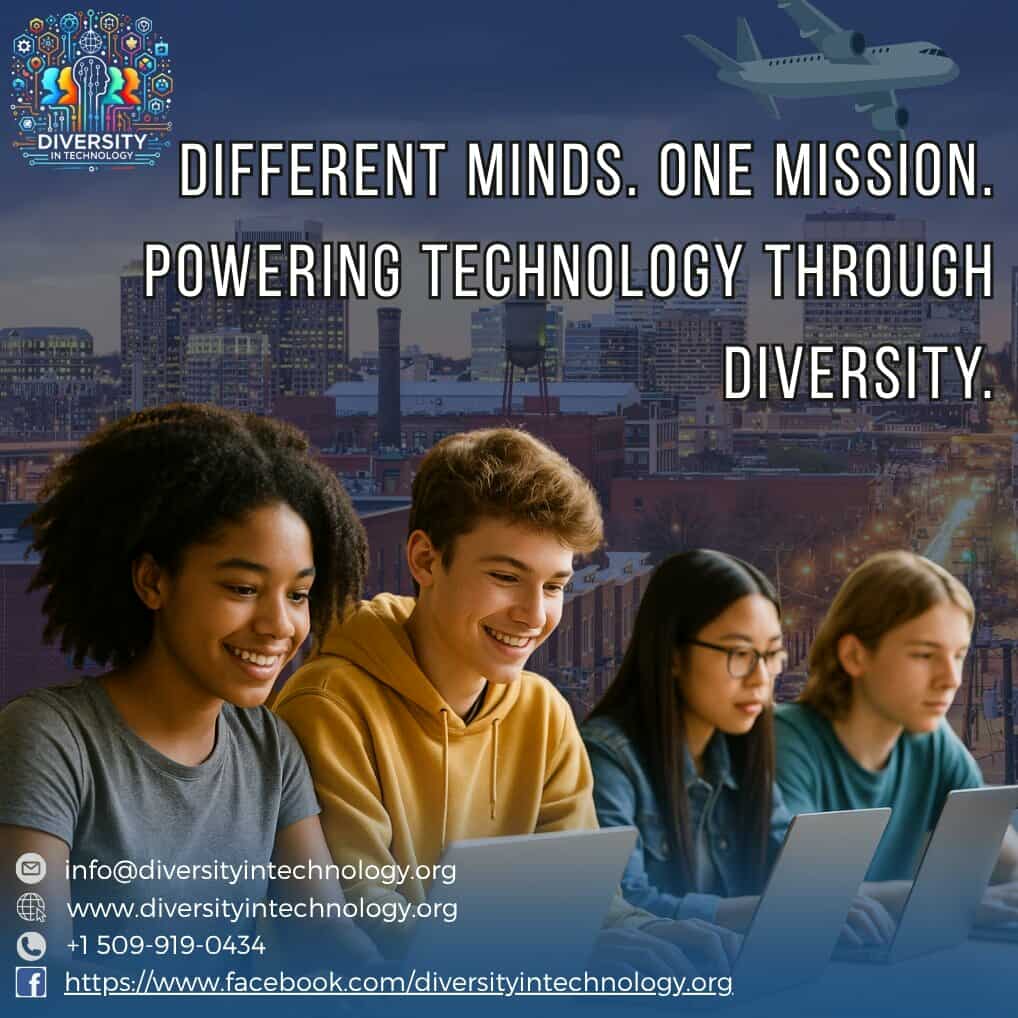 DIVERSITY
IN TECHNOLOGY
DIFFERENT MINDS. ONE MISSION.
POWERING TECHNOLOGY THROUGH
DIVERSITY.
info@diversityintechnology.org
www.diversityintechnology.org
+1 509-919-0434
https://www.facebook.com/diversityintechnology.org